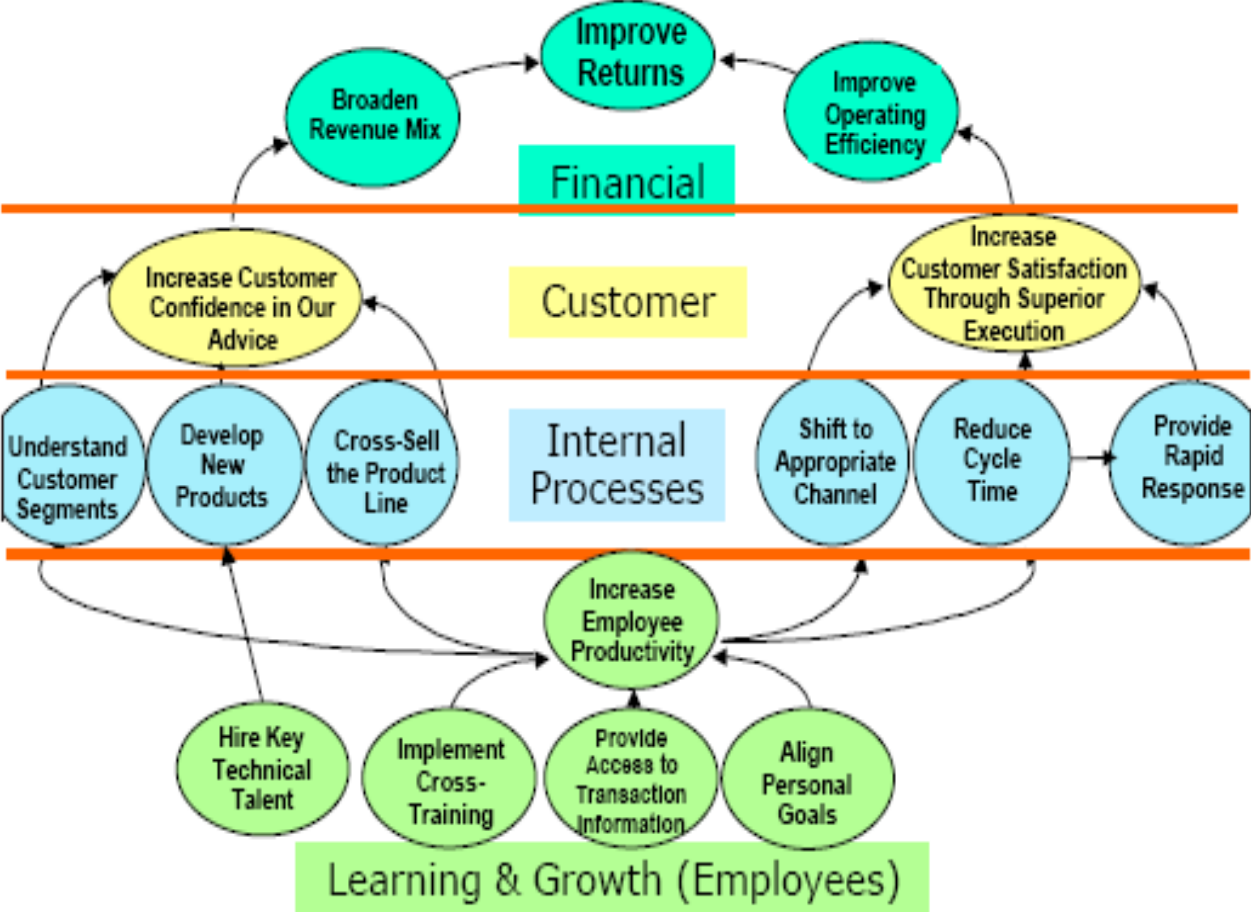 Improve
Returns
Broaden
Revenue Mix
Improve
Operating
Efficiency
Financial
Increase Customer
Confidence in Our
Advice
Customer
Increase
Customer Satisfaction
Through Superior
Execution
Understand
Customer
Segments
Develop
New
Products
Cross-Sell
the Product
Line
Internal
Processes
Shift to
Appropriate
Channel
Reduce
Cycle
Time
Provide
Rapid
Response
Increase
Employee
Productivity
Hire Key
Technical
Talent
Implement
Cross-
Training
Provide
Access to
Transaction
Information
Align
Personal
Goals
Learning & Growth (Employees)